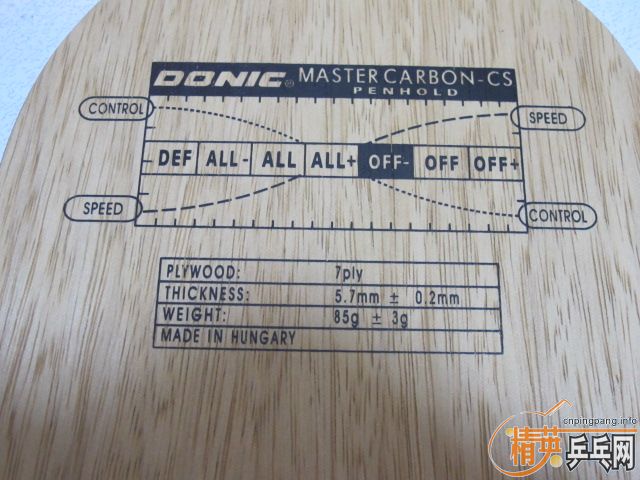 DONIC® MASTER CARBON-CS
PENHOLD
CONTROL
SPEED
DEF ALL- ALL ALL+ OFF- OFF OFF+
SPEED
CONTROL
PLYWOOD: 7ply
THICKNESS: 5.7mm ± 0.2mm
WEIGHT: 85g ± 3g
MADE IN HUNGARY
cnpingpang.info
精英乒乓网